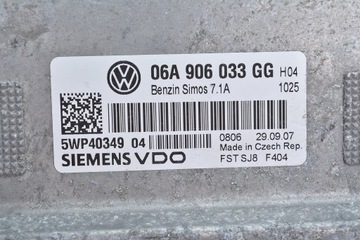 VW
06A 906 033 GG H04
Benzin Simos 7.1A 1025
5WP40349 04 0806 29.09.07
SIEMENS VDO Made in Czech Rep.
FST SJ8 F404